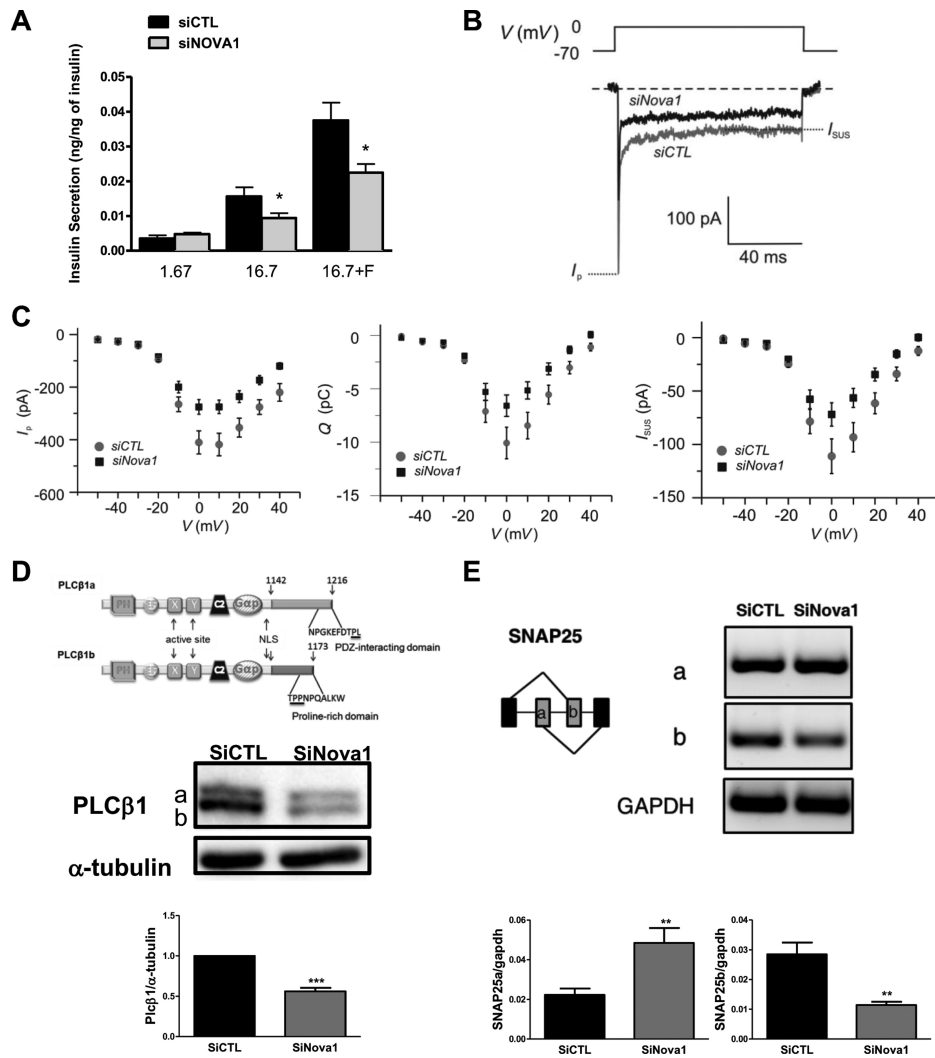 A
siCTL
siNOVA1
Insulin Secretion (ng/ng of insulin)
0.05
0.04
0.03
0.02
0.01
0.00
*
*
1.67 16.7 16.7+F
B
V (mV)
0
-70
siNova1
siCTL
I_SUS
100 pA
40 ms
I_p
C
I_p (pA)
0
-200
-400
-600
siCTL
siNova1
-40 -20 0 20 40
V (mV)
Q (pC)
0
-5
-10
-15
siCTL
siNova1
-40 -20 0 20 40
V (mV)
I_SUS (pA)
0
-50
-100
-150
siCTL
siNova1
-40 -20 0 20 40
V (mV)
D
1142 1216
PLCβ1a
PH X Y C2 Gαp
NPGKEFDTPL
active site NLS PDZ-interacting domain
PLCβ1b 1173
PH X Y C2 Gαp
TPPNPQALKW
Proline-rich domain
SiCTL SiNova1
PLCβ1
a
b
α-tubulin
Plcβ1/α-tubulin
1.5
1.0
0.5
0.0
***
SiCTL SiNova1
E
SiCTL SiNova1
SNAP25
a b
a
b
GAPDH
SNAP25a/gapdh
0.06
0.04
0.02
0.00
**
SiCTL SiNova1
SNAP25b/gapdh
0.04
0.03
0.02
0.01
0.00
**
SiCTL SiNova1